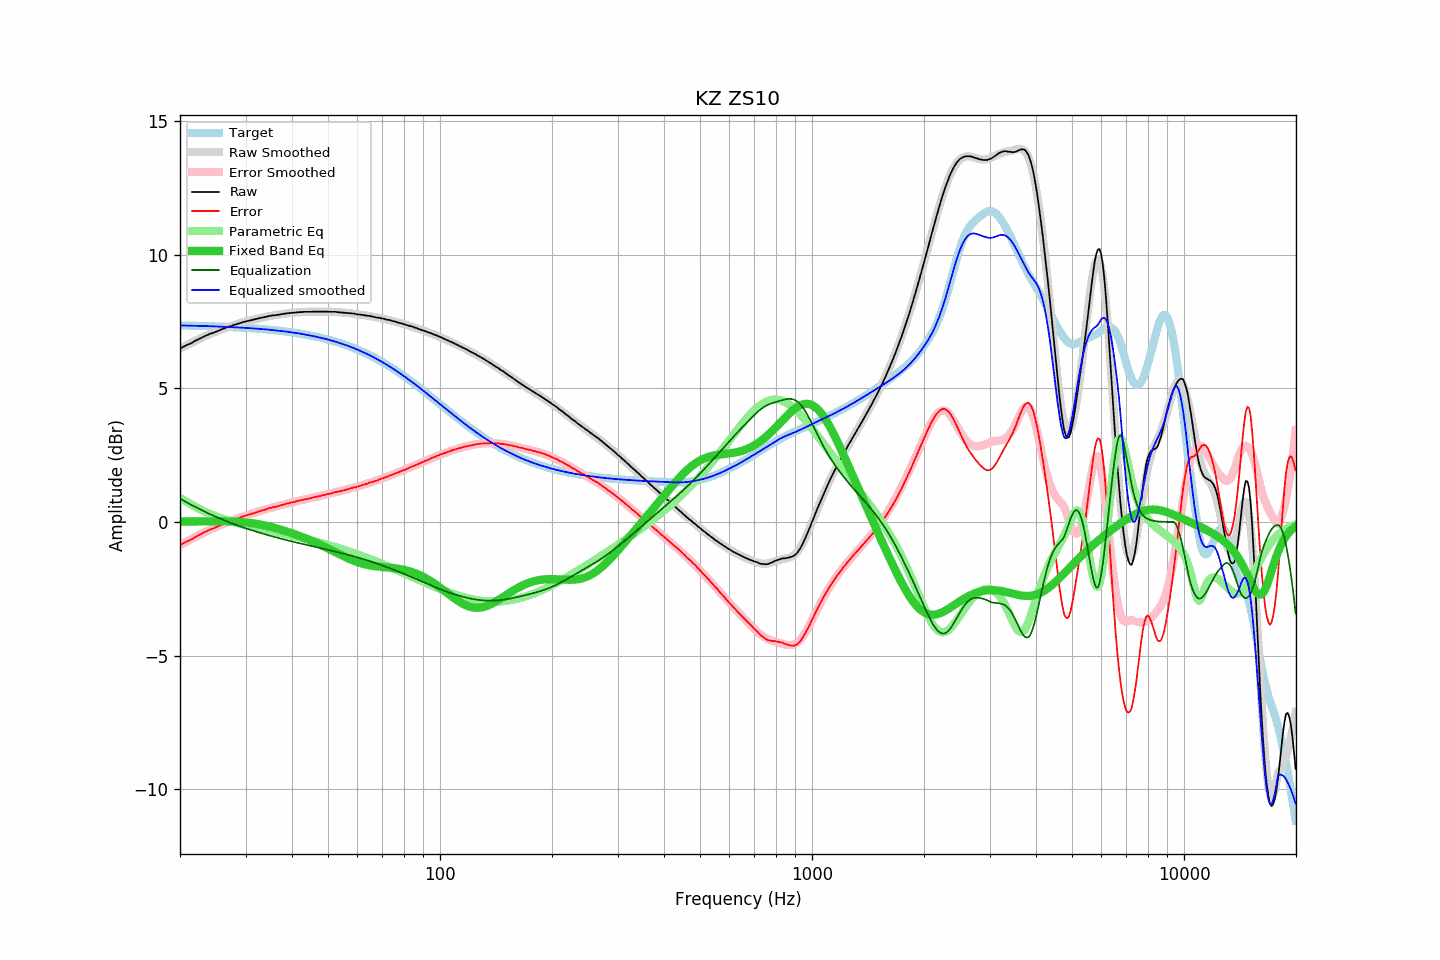 KZ ZS10
Amplitude (dBr)
15
10
5
0
−5
−10
Target
Raw Smoothed
Error Smoothed
Raw
Error
Parametric Eq
Fixed Band Eq
Equalization
Equalized smoothed
100
1000
10000
Frequency (Hz)